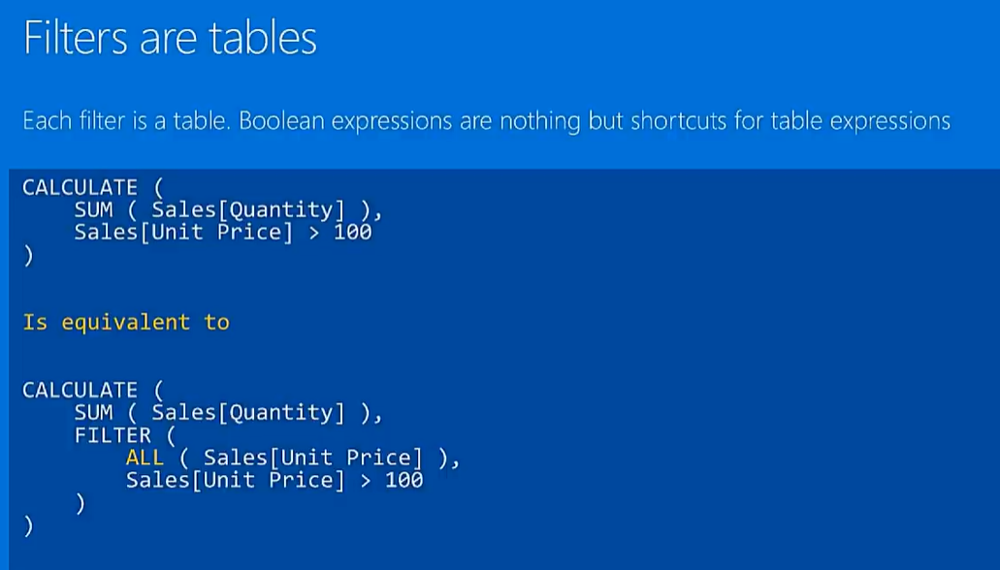 Filters are tables
Each filter is a table. Boolean expressions are nothing but shortcuts for table expressions
CALCULATE (
    SUM ( Sales[Quantity] ),
    Sales[Unit Price] > 100
)
Is equivalent to
CALCULATE (
    SUM ( Sales[Quantity] ),
    FILTER (
        ALL ( Sales[Unit Price] ),
        Sales[Unit Price] > 100
    )
)